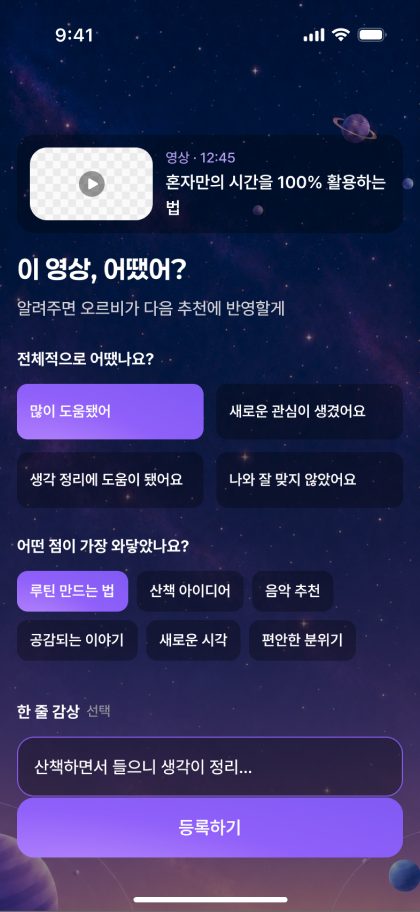 9:41
영상 · 12:45
혼자만의 시간을 100% 활용하는
법
이 영상, 어땠어?
알려주면 오르비가 다음 추천에 반영할게
전체적으로 어땠나요?
많이 도움됐어
새로운 관심이 생겼어요
생각 정리에 도움이 됐어요
나와 잘 맞지 않았어요
어떤 점이 가장 와닿았나요?
루틴 만드는 법
산책 아이디어
음악 추천
공감되는 이야기
새로운 시각
편안한 분위기
한 줄 감상 선택
산책하면서 들으니 생각이 정리...
등록하기